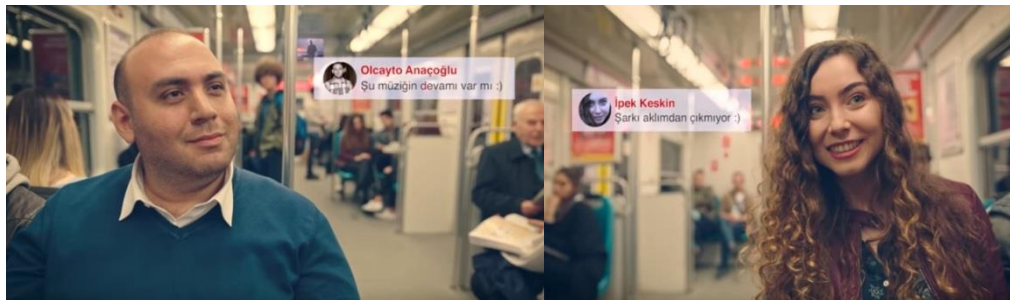 Olcayto Anaçoğlu
Şu müziğin devamı var mı :)
İpek Keskin
Şarkı aklımdan çıkmıyor :)